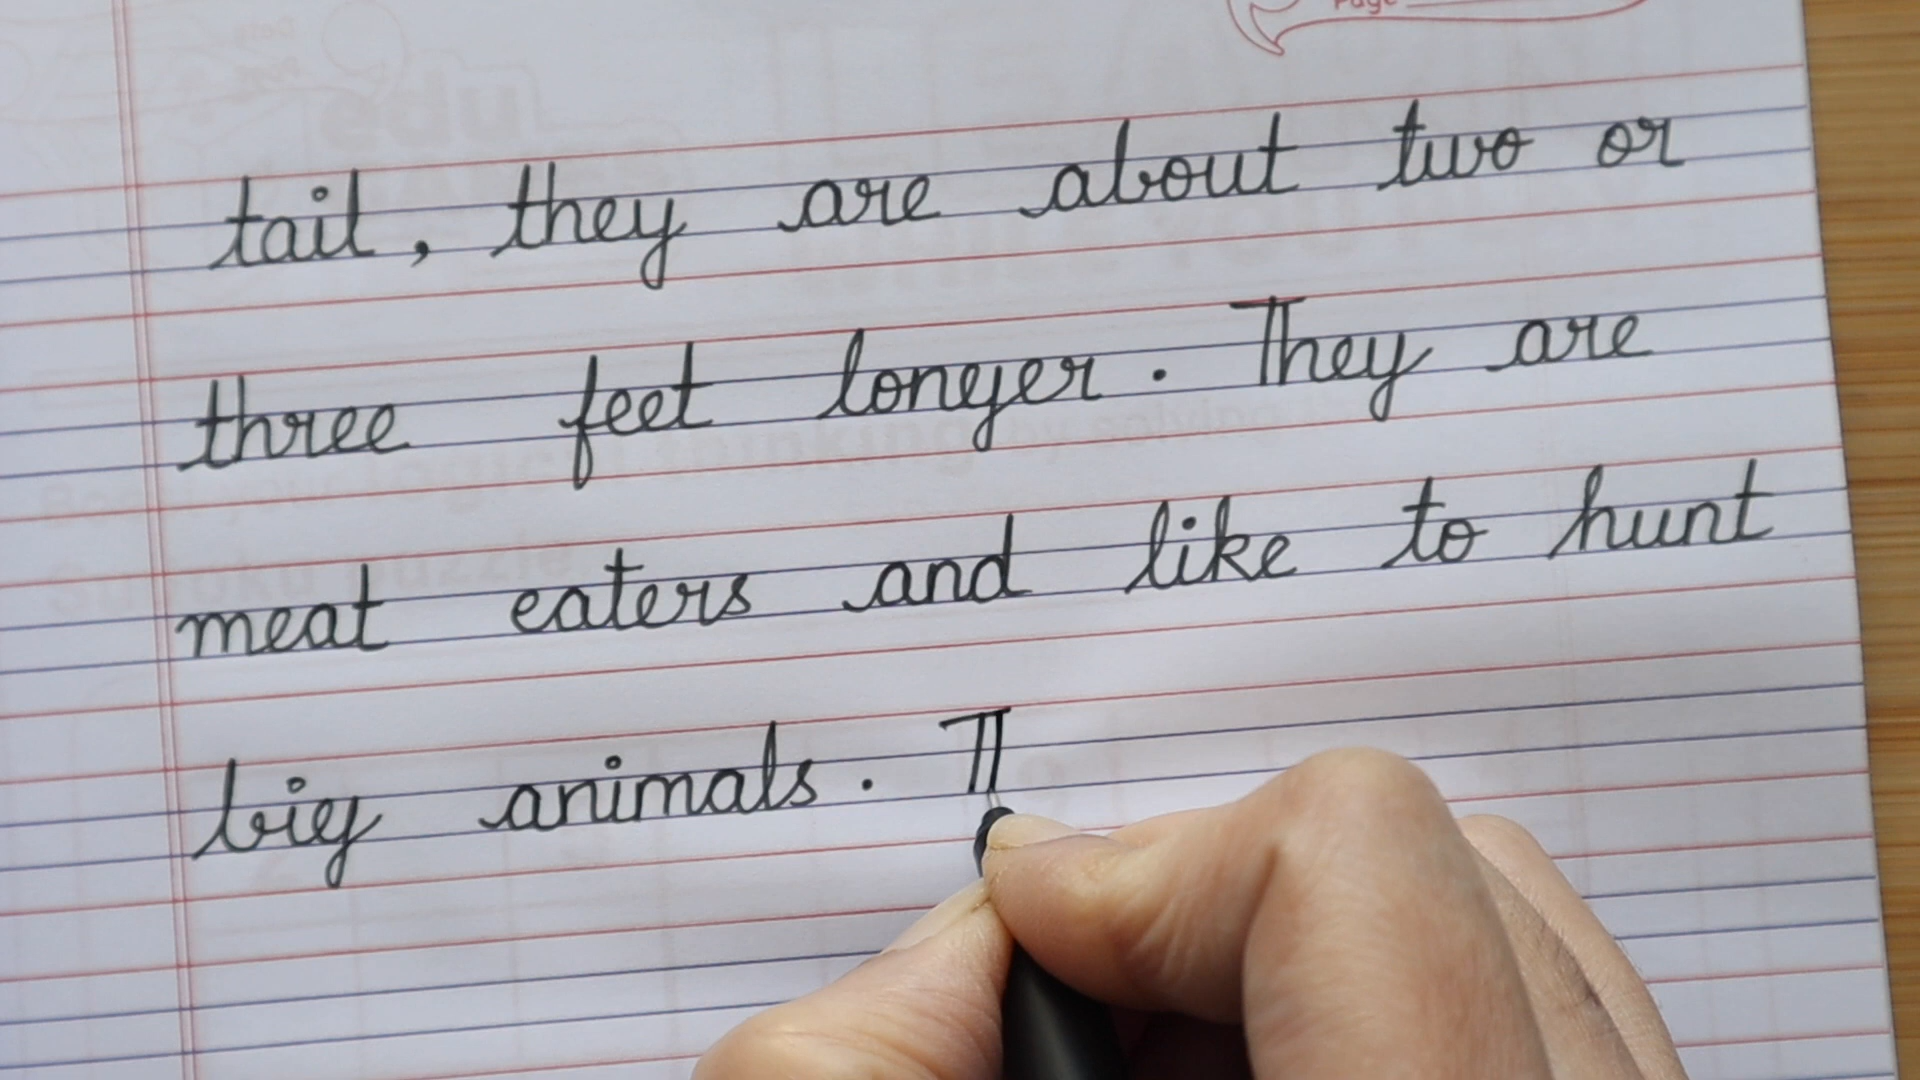 Page
tail, they are about two or
three feet longer. They are
meat eaters and like to hunt
big animals. T